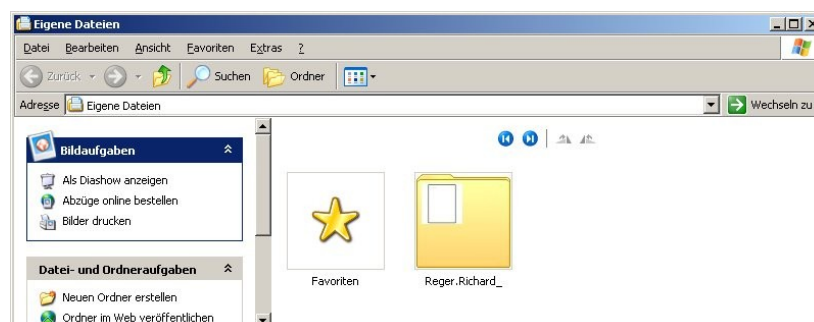 Eigene Dateien
Datei Bearbeiten Ansicht Favoriten Extras ?
Zurück Suchen Ordner
Adresse Eigene Dateien Wechseln zu
Bildaufgaben
Als Diashow anzeigen
Abzüge online bestellen
Bilder drucken
Datei- und Ordneraufgaben
Neuen Ordner erstellen
Ordner im Web veröffentlichen
Favoriten
Reger.Richard_